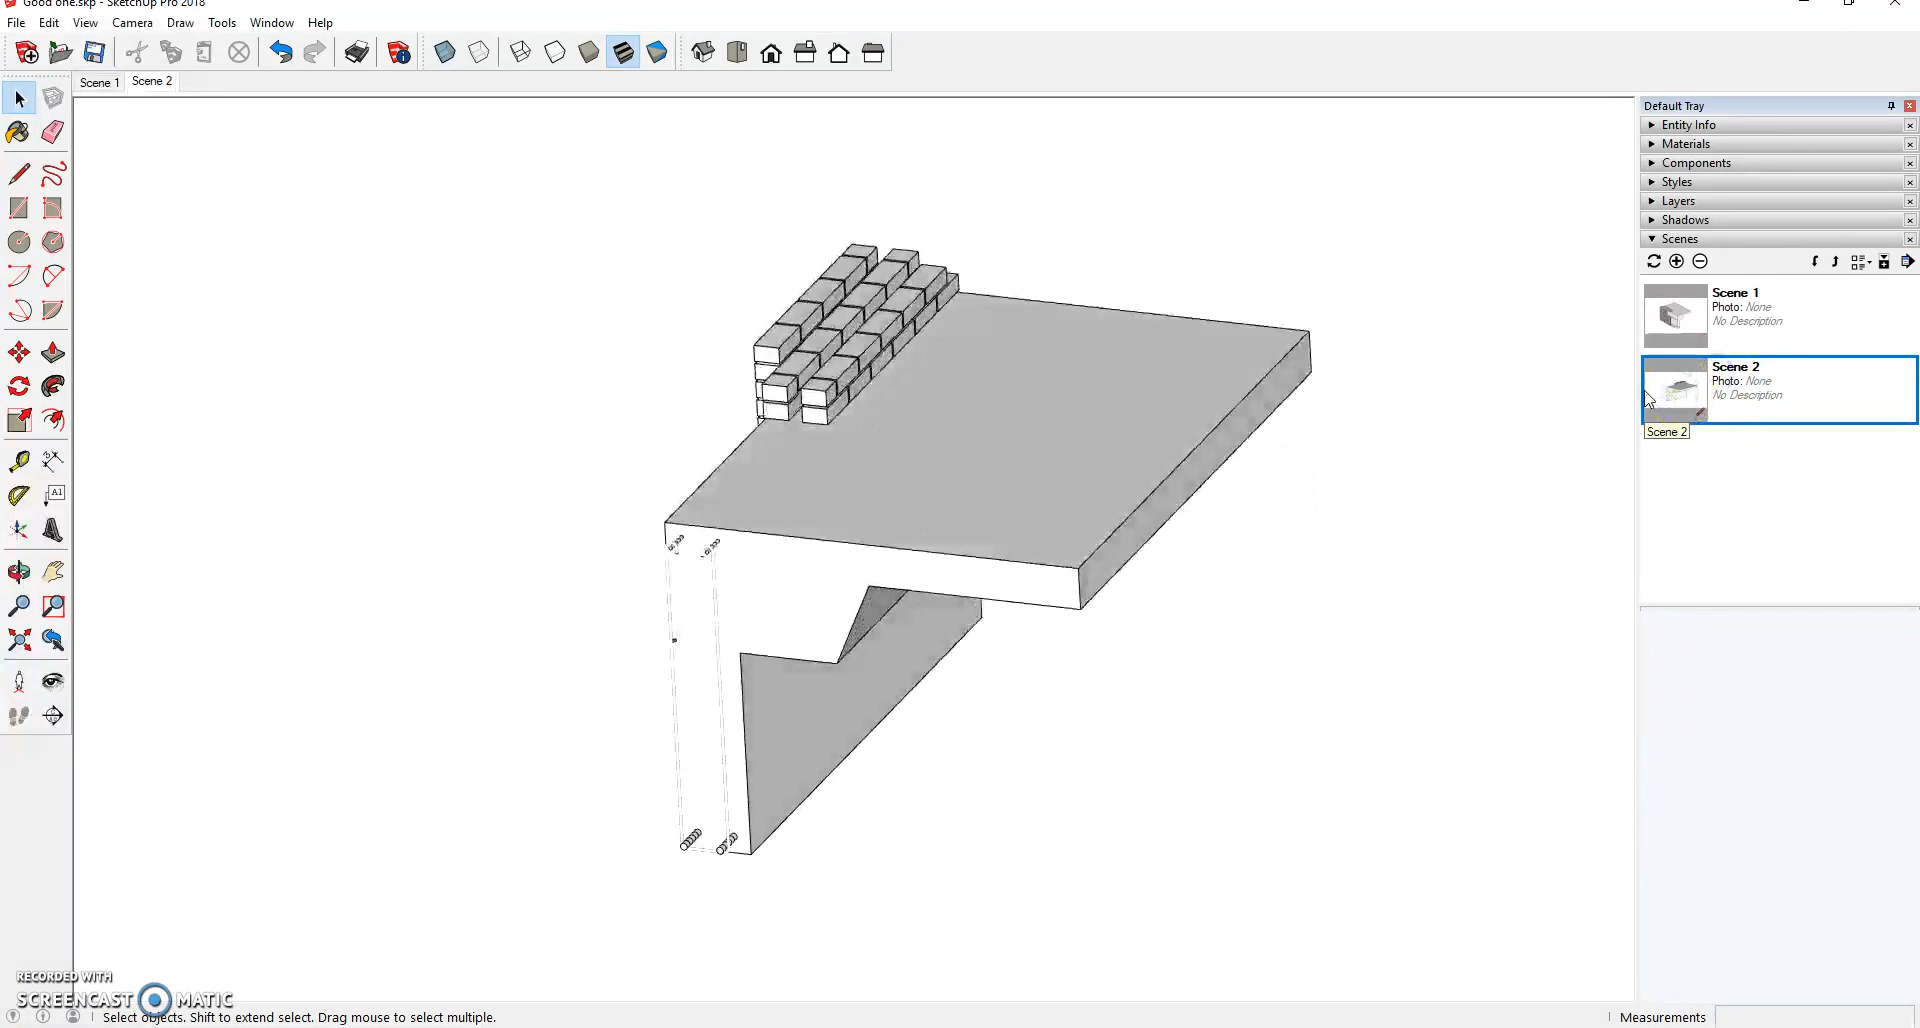 Good one.skp - SketchUp Pro 2018
File Edit View Camera Draw Tools Window Help
Scene 1 Scene 2
Default Tray
Entity Info
Materials
Components
Styles
Layers
Shadows
Scenes
Scene 1
Photo: None
No Description
Scene 2
Photo: None
No Description
Scene 2
A1
RECORDED WITH
SCREENCAST MATIC
Select objects. Shift to extend select. Drag mouse to select multiple.
Measurements